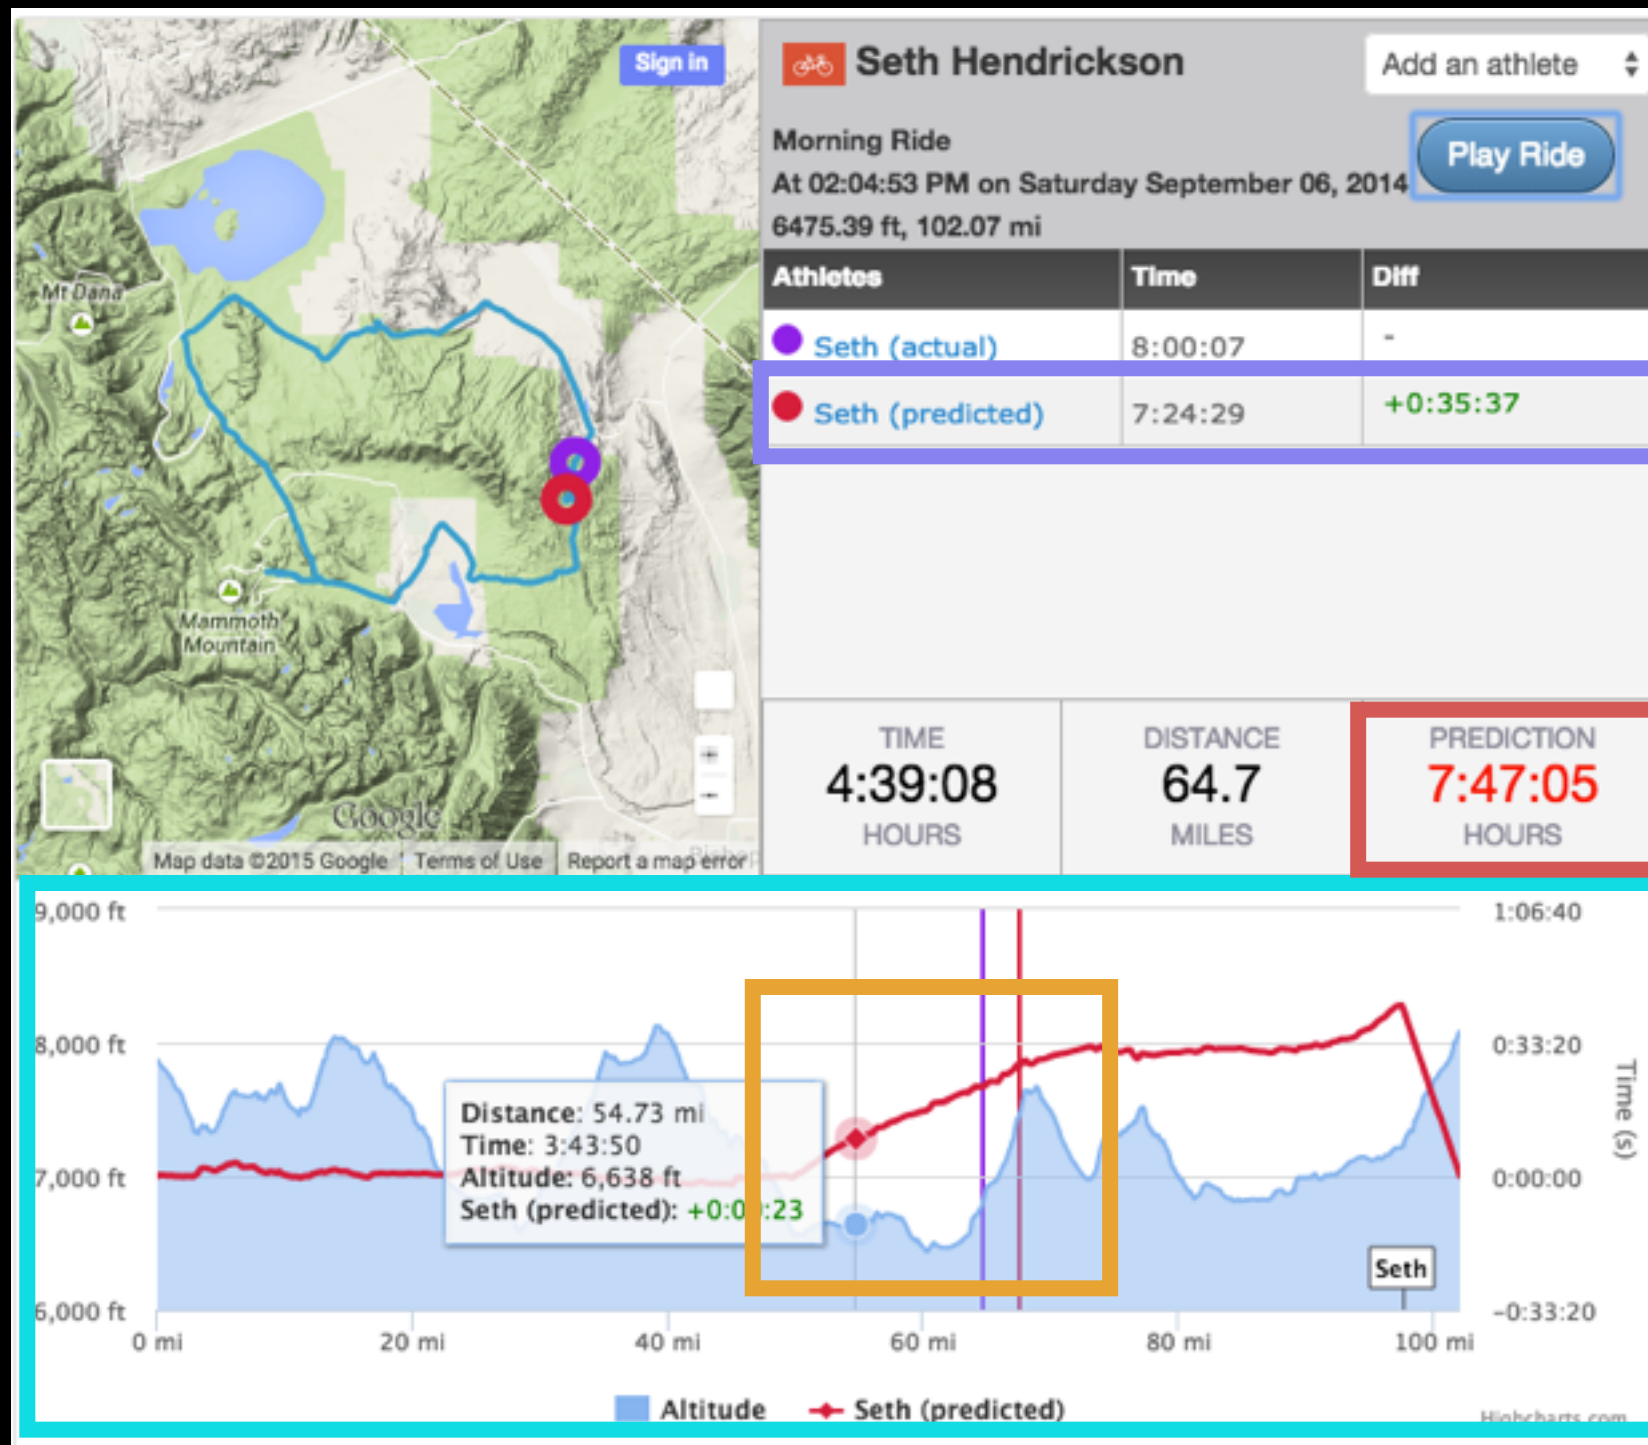 Sign in
Mt Dana
Mammoth
Mountain
Google
Map data ©2015 Google
Terms of Use
Report a map error
Seth Hendrickson
Add an athlete
Morning Ride
At 02:04:53 PM on Saturday September 06, 2014
6475.39 ft, 102.07 mi
Play Ride
Athletes Time Diff
Seth (actual) 8:00:07 -
Seth (predicted) 7:24:29 +0:35:37
TIME
4:39:08
HOURS
DISTANCE
64.7
MILES
PREDICTION
7:47:05
HOURS
9,000 ft
8,000 ft
7,000 ft
6,000 ft
Distance: 54.73 mi
Time: 3:43:50
Altitude: 6,638 ft
Seth (predicted):
Seth
1:06:40
0:33:20
0:00:00
-0:33:20
Time (s)
0 mi 20 mi 40 mi 60 mi 80 mi 100 mi
Altitude Seth (predicted)
Highcharts.com